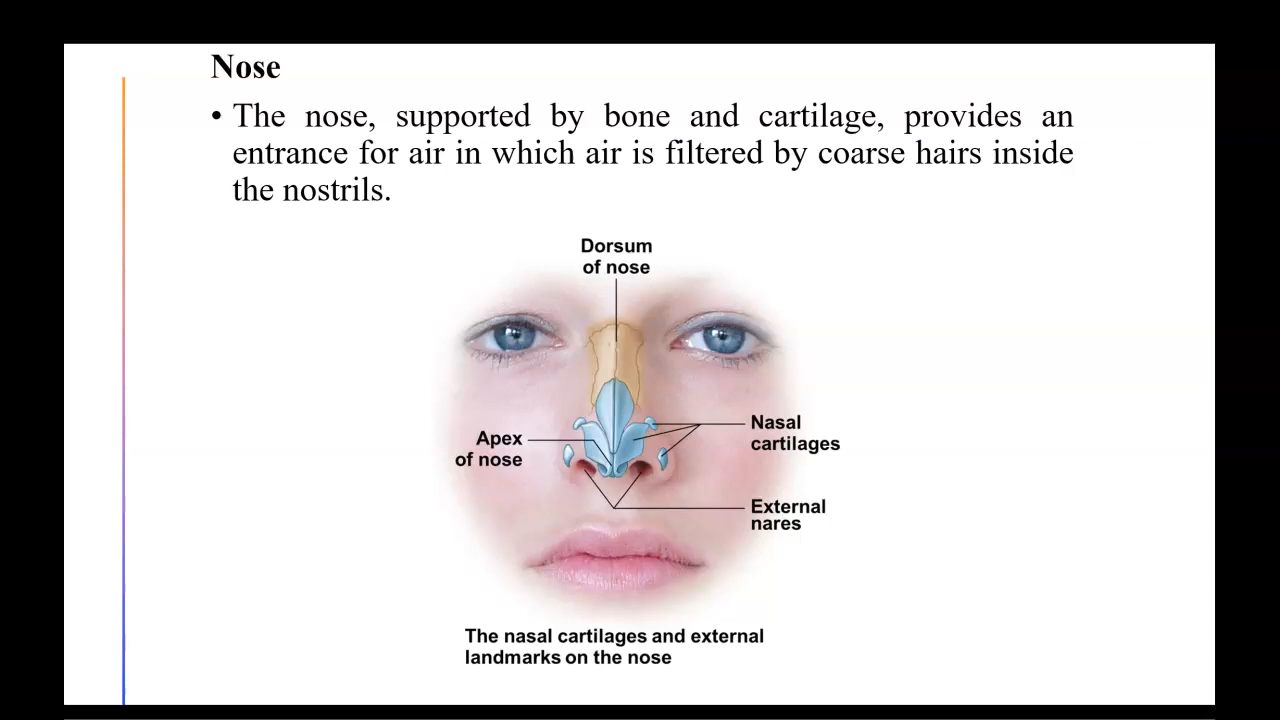 Nose
• The nose, supported by bone and cartilage, provides an
entrance for air in which air is filtered by coarse hairs inside
the nostrils.
Dorsum
of nose
Apex
of nose
Nasal
cartilages
External
nares
The nasal cartilages and external
landmarks on the nose